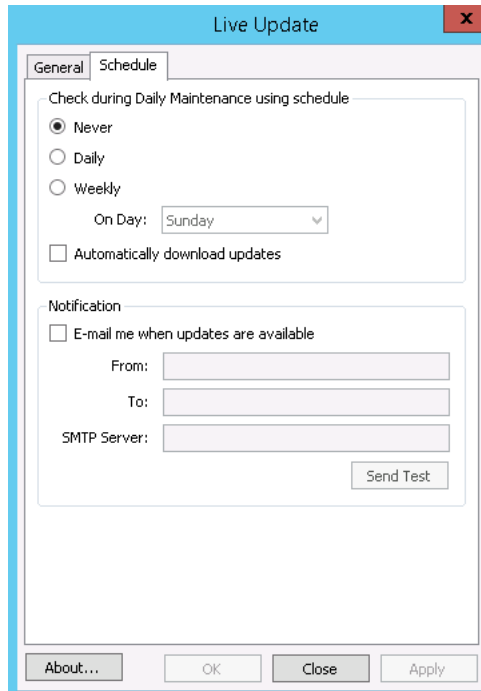 Live Update
x
General Schedule
Check during Daily Maintenance using schedule
Never
Daily
Weekly
On Day: Sunday
Automatically download updates
Notification
E-mail me when updates are available
From:
To:
SMTP Server:
Send Test
About... OK Close Apply